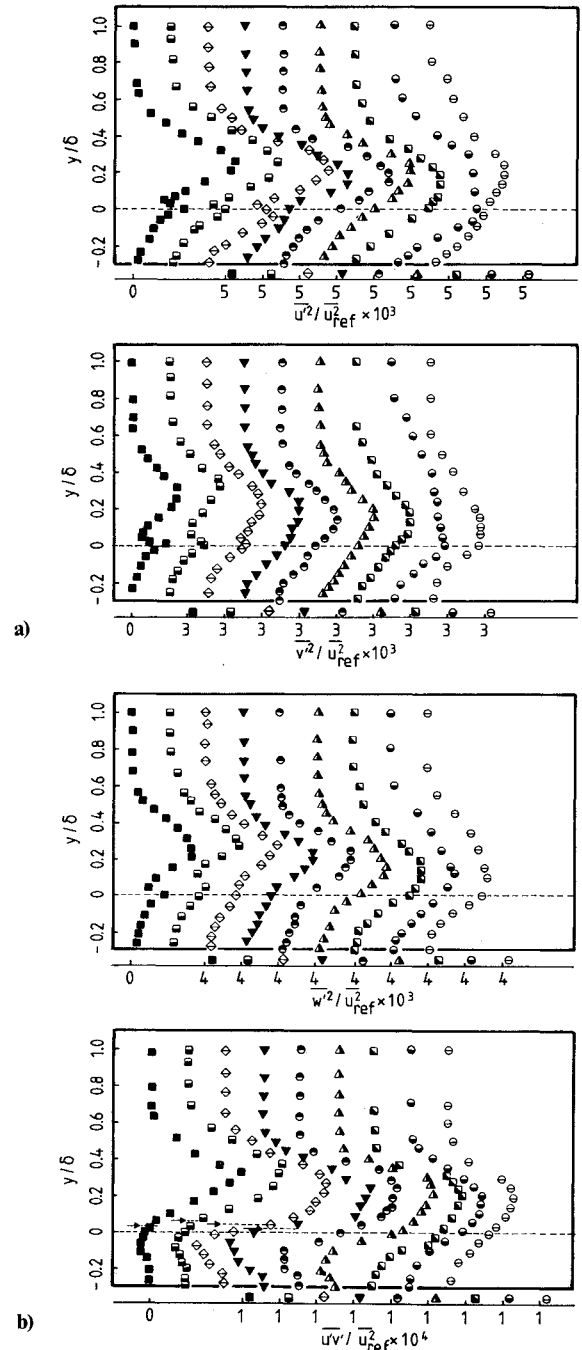 1.0
0.8
0.6
y/δ
0.4
0.2
0
-0.2
0 5 5 5 5 5 5 5 5 5
u'²/u²ref × 10³
1.0
0.8
0.6
y/δ
0.4
0.2
0
-0.2
a)
0 3 3 3 3 3 3 3 3 3
v'²/u²ref × 10³
1.0
0.8
0.6
y/δ
0.4
0.2
0
-0.2
0 4 4 4 4 4 4 4 4 4
w'²/u²ref × 10³
1.0
0.8
0.6
y/δ
0.4
0.2
0
-0.2
0 1 1 1 1 1 1 1 1 1
b)
u'v'/u²ref × 10⁴